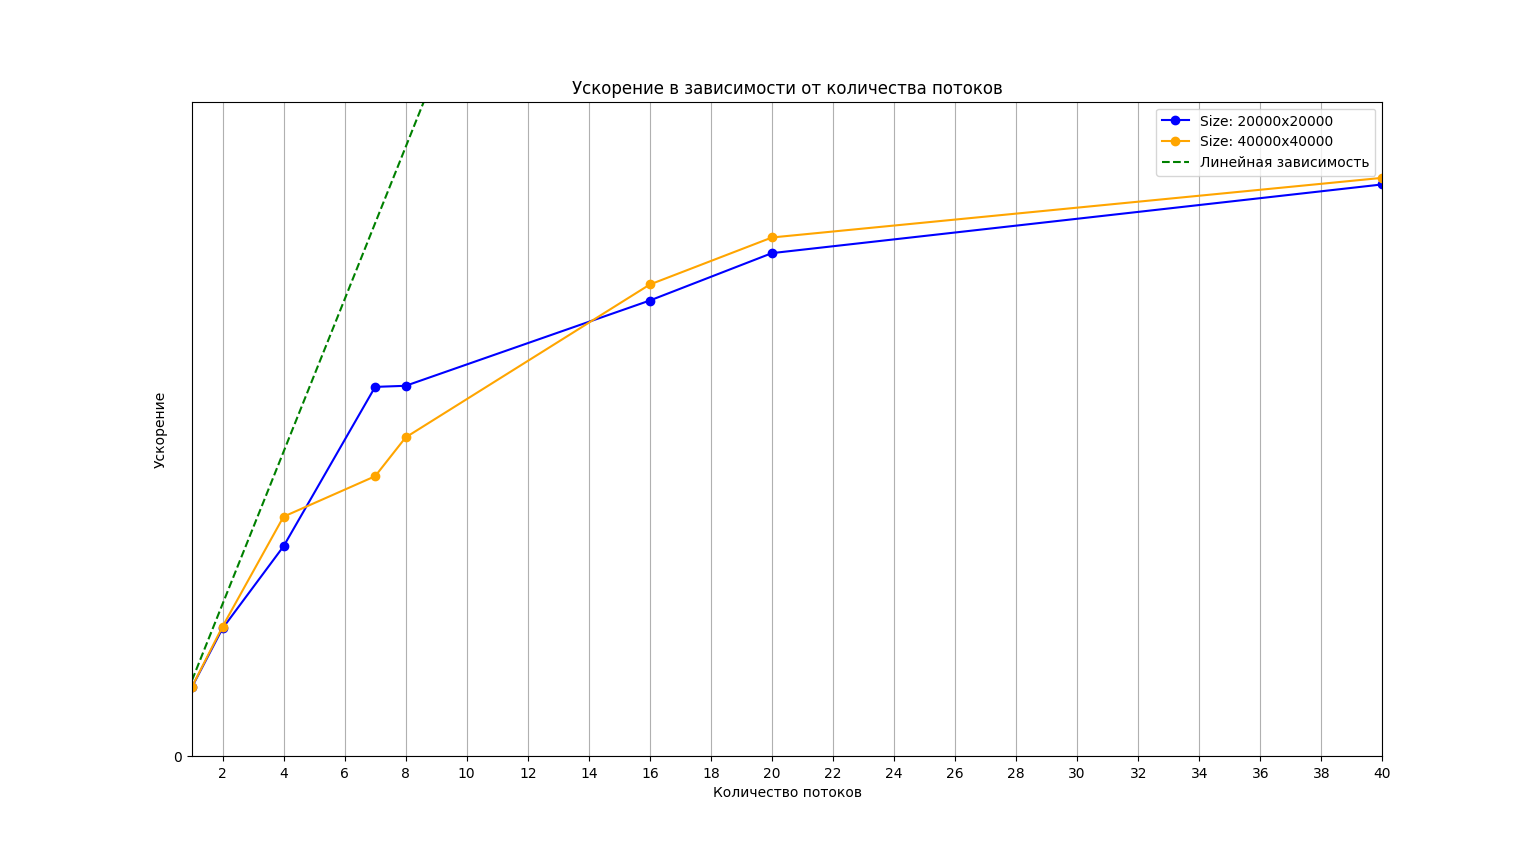 Ускорение в зависимости от количества потоков
Size: 20000x20000
Size: 40000x40000
Линейная зависимость
Ускорение
0
2 4 6 8 10 12 14 16 18 20 22 24 26 28 30 32 34 36 38 40
Количество потоков